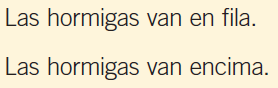 Las hormigas van en fila.
Las hormigas van encima.